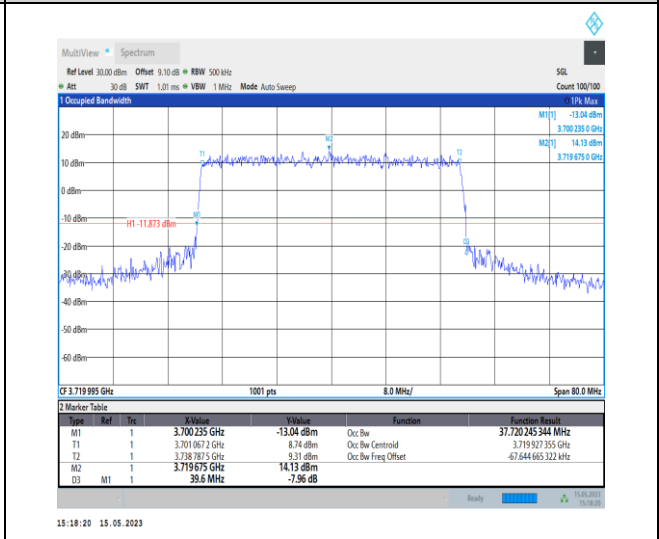 MultiView Spectrum
Ref Level 30.00 dBm Offset 9.10 dB RBW 500 kHz SGL
Att 30 dB SWT 1.01 ms VBW 1 MHz Mode Auto Sweep Count 100/100
1 Occupied Bandwidth 1Pk Max
M1[1] -13.04 dBm
3.700 235 0 GHz
M2[1] 14.13 dBm
3.719 675 0 GHz
20 dBm
M2
T1
T2
10 dBm
0 dBm
-10 dBm
M1
H1 -11.873 dBm
-20 dBm
D3
-30 dBm
-40 dBm
-50 dBm
-60 dBm
CF 3.719 995 GHz 1001 pts 8.0 MHz/ Span 80.0 MHz
2 Marker Table
Type Ref Trc X-Value Y-Value Function Function Result
M1 1 3.700 235 GHz -13.04 dBm Occ Bw 37.720 245 344 MHz
T1 1 3.701 067 2 GHz 8.74 dBm Occ Bw Centroid 3.719 927 355 GHz
T2 1 3.738 787 5 GHz 9.31 dBm Occ Bw Freq Offset -67.644 665 322 kHz
M2 1 3.719 675 GHz 14.13 dBm
D3 M1 1 39.6 MHz -7.96 dB
Ready 15.05.2023
15:18:20
15:18:20 15.05.2023